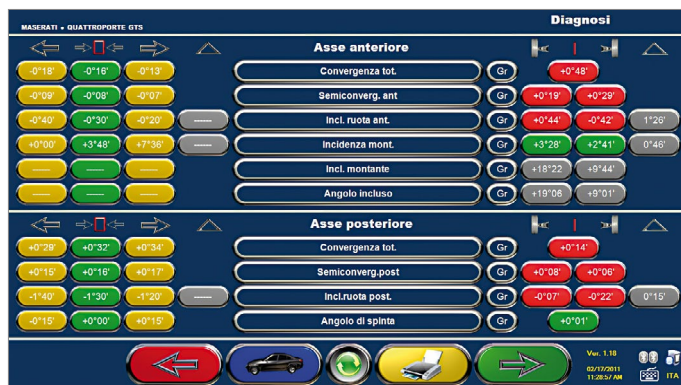 MASERATI • QUATTROPORTE GTS Diagnosi
Asse anteriore
-0°18' -0°16' -0°13' Convergenza tot. Gr +0°48'
-0°09' -0°08' -0°07' Semiconverg. ant Gr +0°19' +0°29'
-0°40' -0°30' -0°20' ----- Incl. ruota ant. Gr +0°44' -0°42' 1°26'
+0°00' +3°48' +7°36' ----- Incidenza mont. Gr +3°28' +2°41' 0°46'
----- ----- ----- Incl. montante Gr +18°22 +9°44'
----- ----- ----- Angolo incluso Gr +19°06 +9°01'
Asse posteriore
+0°29' +0°32' +0°34' Convergenza tot. Gr +0°14'
+0°15' +0°16' +0°17' Semiconverg.post Gr +0°08' +0°06'
-1°40' -1°30' -1°20' ----- Incl.ruota post. Gr -0°07' -0°22' 0°15'
-0°15' +0°00' +0°15' Angolo di spinta Gr +0°01'
Ver. 1.18
02/17/2011
11:28:57 AM ITA